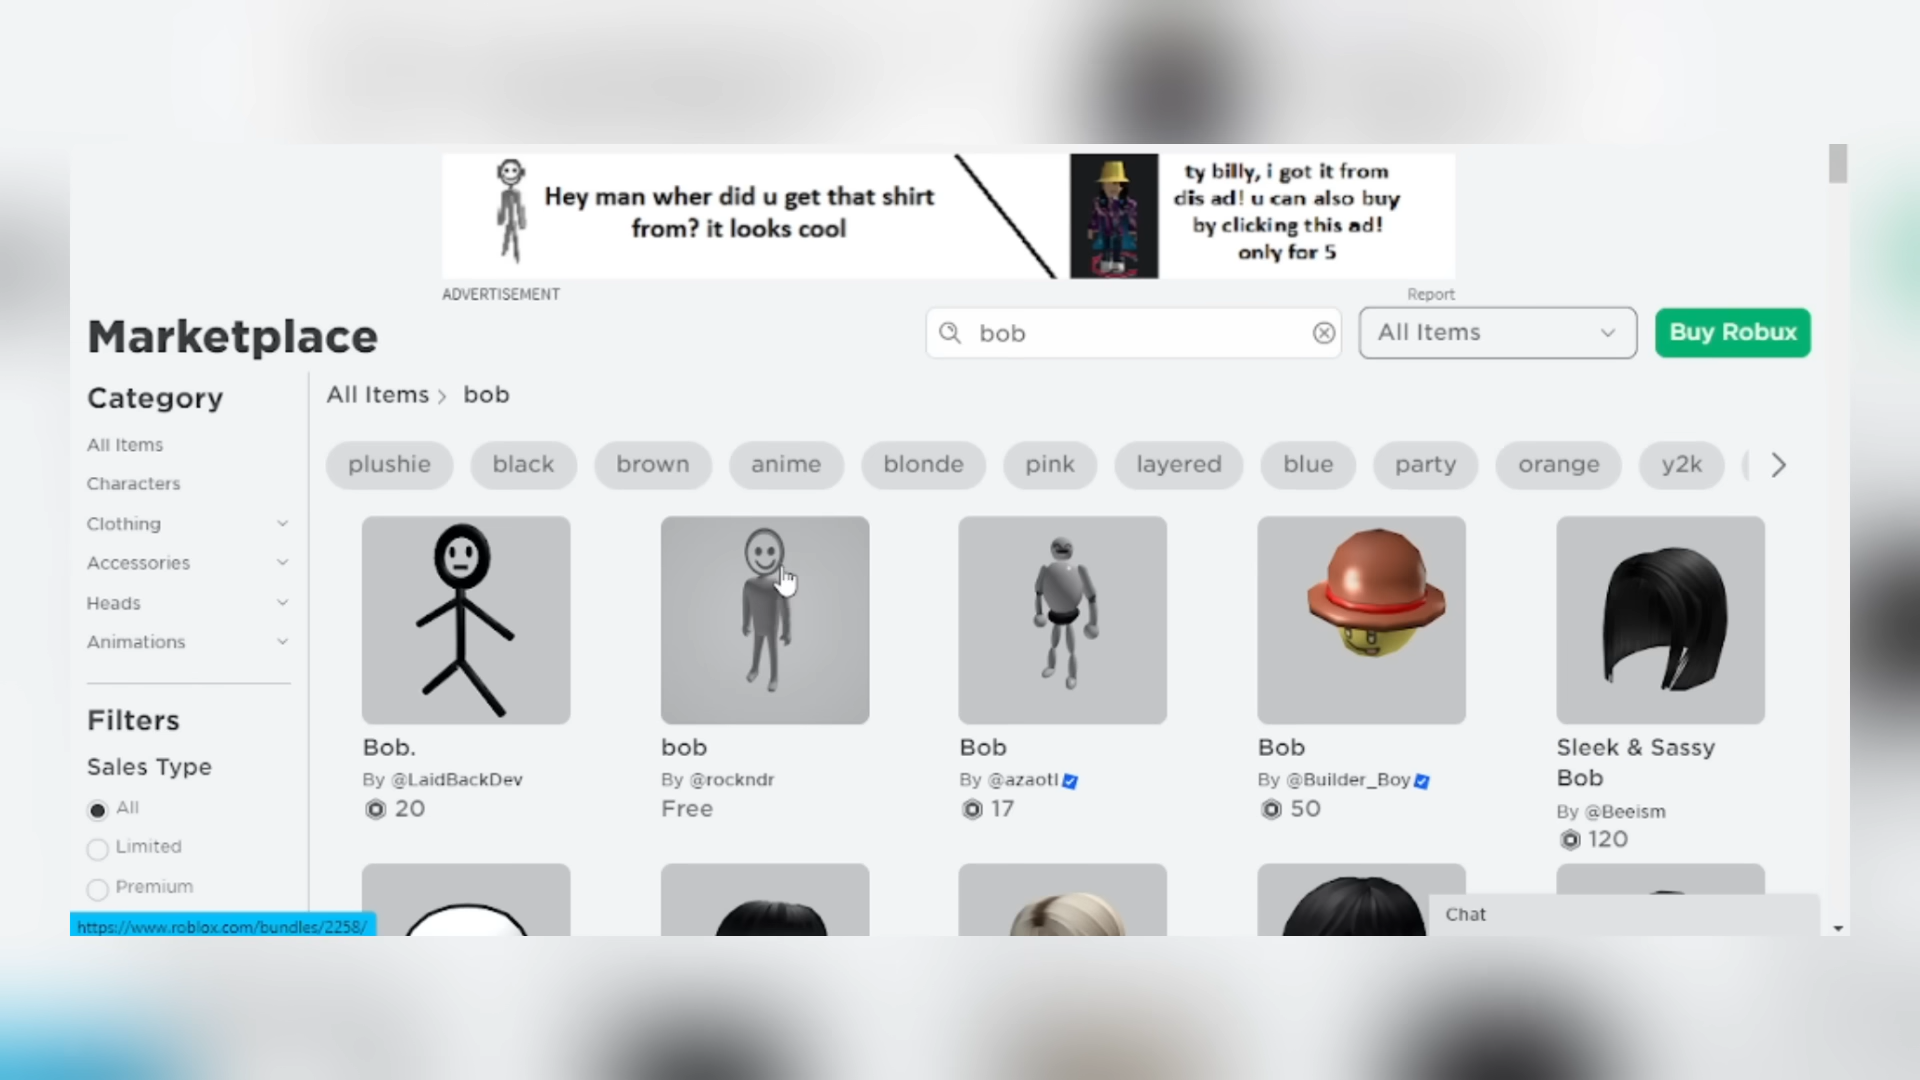 Hey man wher did u get that shirt
from? it looks cool
ty billy, i got it from
dis ad! u can also buy
by clicking this ad!
only for 5
ADVERTISEMENT
Report
Marketplace
bob
All Items
Buy Robux
Category
All Items
Characters
Clothing
Accessories
Heads
Animations
Filters
Sales Type
All
Limited
Premium
All Items > bob
plushie
black
brown
anime
blonde
pink
layered
blue
party
orange
y2k
Bob.
By @LaidBackDev
20
bob
By @rockndr
Free
Bob
By @azaotl
17
Bob
By @Builder_Boy
50
Sleek & Sassy
Bob
By @Beeism
120
https://www.roblox.com/bundles/2258/
Chat